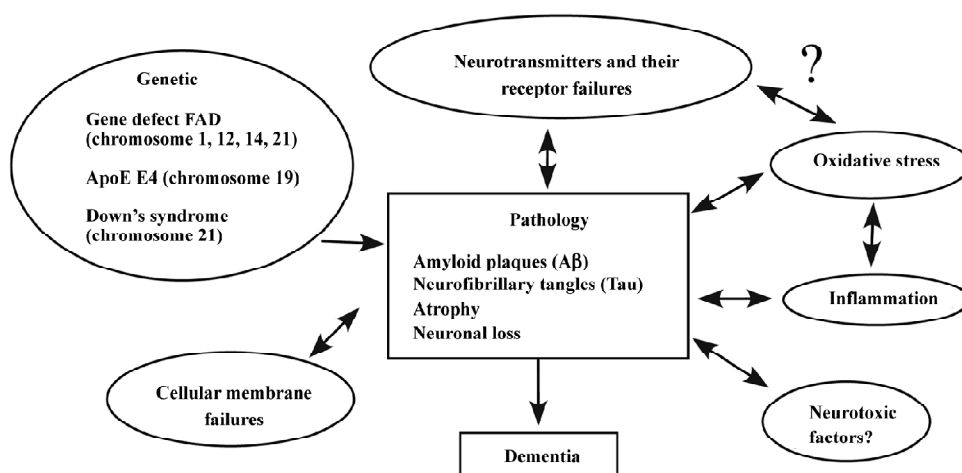 Genetic
Gene defect FAD
(chromosome 1, 12, 14, 21)
ApoE E4 (chromosome 19)
Down's syndrome
(chromosome 21)
Neurotransmitters and their
receptor failures
?
Oxidative stress
Pathology
Amyloid plaques (Aβ)
Neurofibrillary tangles (Tau)
Atrophy
Neuronal loss
Inflammation
Cellular membrane
failures
Neurotoxic
factors?
Dementia